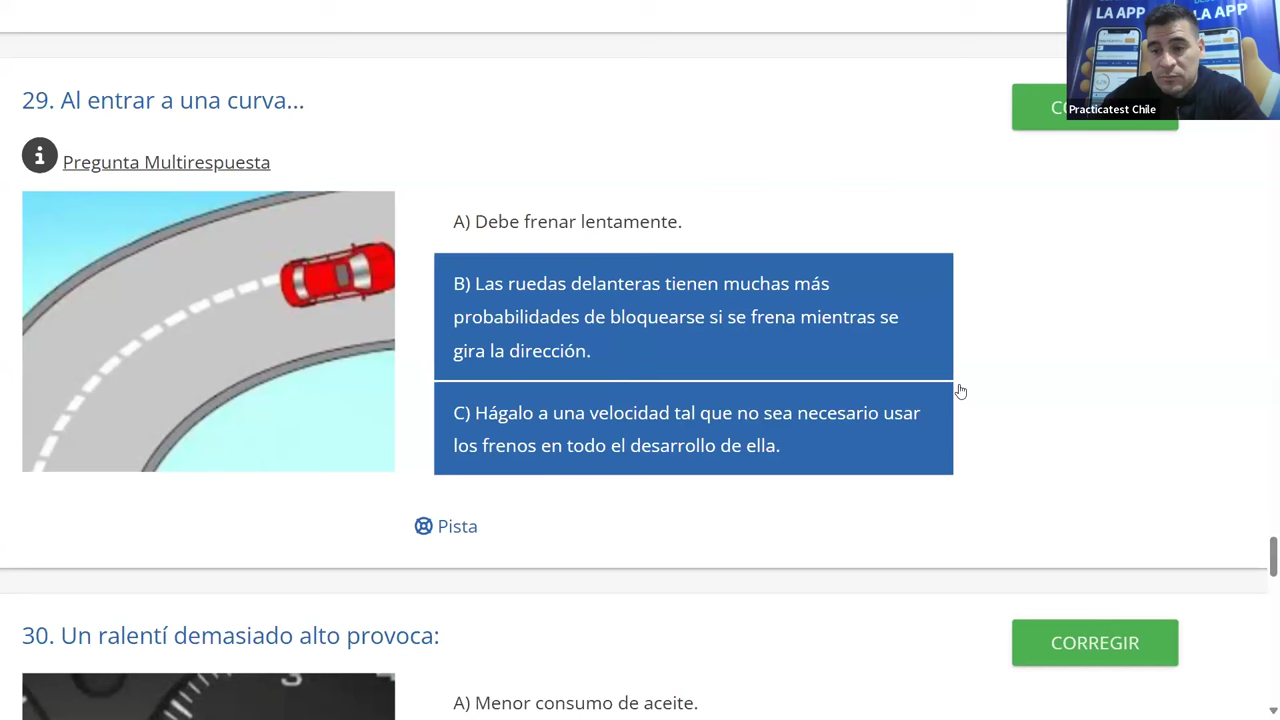 LA APP
LA APP
Practicatest Chile
29. Al entrar a una curva...
Pregunta Multirespuesta
A) Debe frenar lentamente.
B) Las ruedas delanteras tienen muchas más
probabilidades de bloquearse si se frena mientras se
gira la dirección.
C) Hágalo a una velocidad tal que no sea necesario usar
los frenos en todo el desarrollo de ella.
Pista
30. Un ralentí demasiado alto provoca:
CORREGIR
3
A) Menor consumo de aceite.